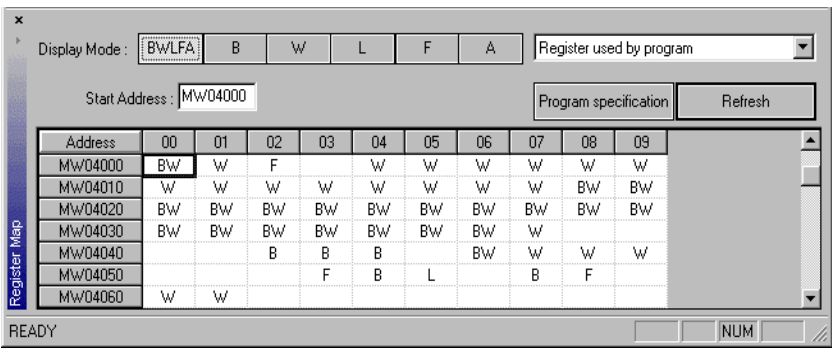 ×
Display Mode : BWLFA B W L F A Register used by program
Start Address : MW04000 Program specification Refresh
Address 00 01 02 03 04 05 06 07 08 09
MW04000 BW W F W W W W W W
MW04010 W W W W W W W W BW BW
MW04020 BW BW BW BW BW BW BW BW BW BW
MW04030 BW BW BW BW BW BW BW W
MW04040 B B B BW W W W
MW04050 F B L B F
MW04060 W W
Register Map
READY NUM